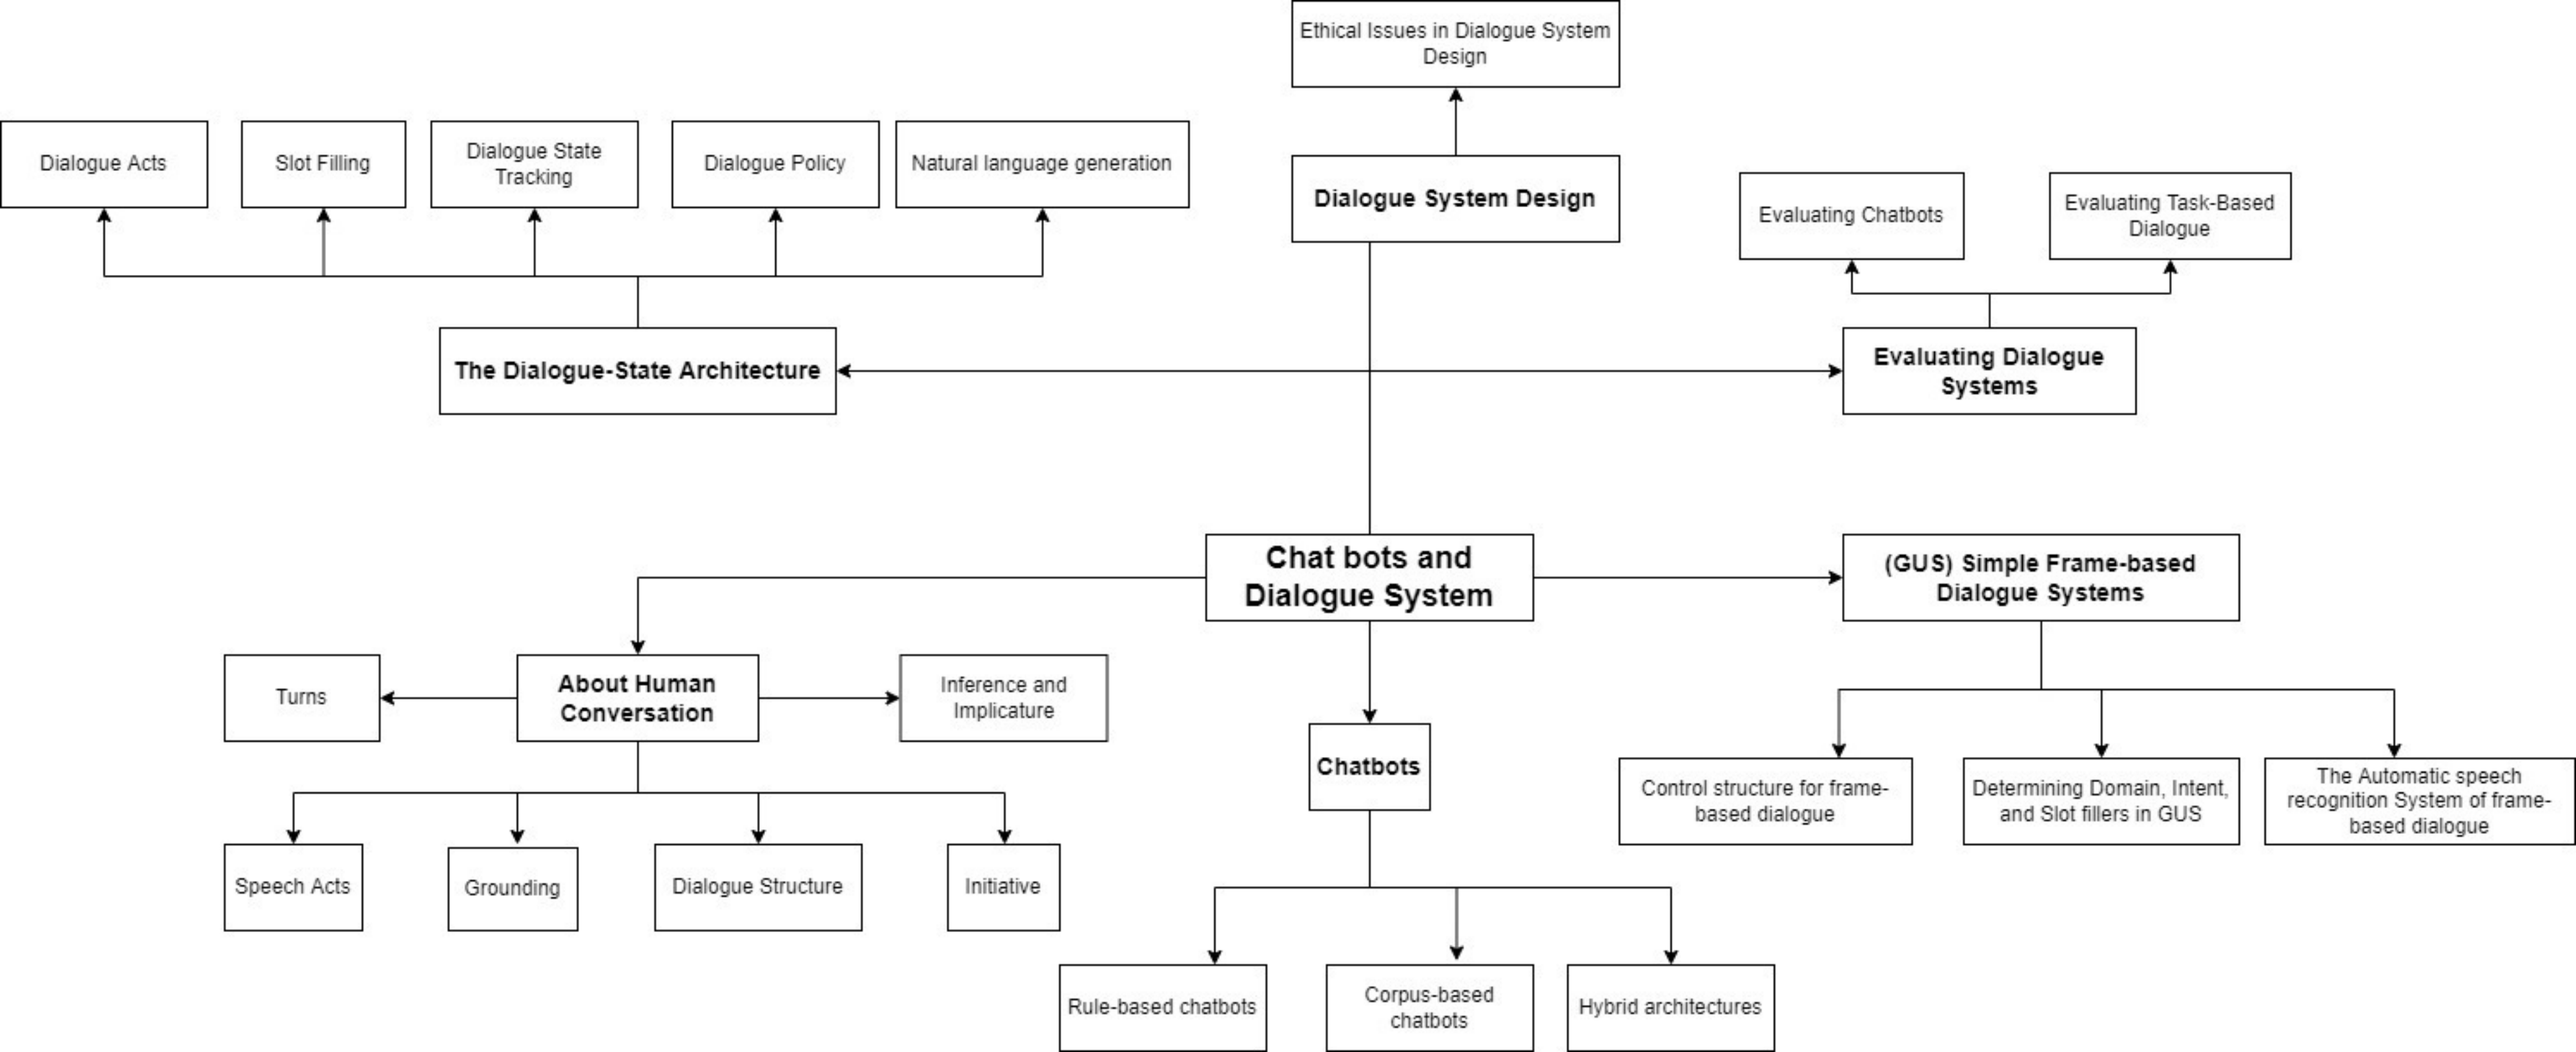 Ethical Issues in Dialogue System
Design
Dialogue Acts
Slot Filling
Dialogue State
Tracking
Dialogue Policy
Natural language generation
Dialogue System Design
Evaluating Chatbots
Evaluating Task-Based
Dialogue
The Dialogue-State Architecture
Evaluating Dialogue
Systems
Chat bots and
Dialogue System
(GUS) Simple Frame-based
Dialogue Systems
Turns
About Human
Conversation
Inference and
Implicature
Chatbots
Control structure for frame-
based dialogue
Determining Domain, Intent,
and Slot fillers in GUS
The Automatic speech
recognition System of frame-
based dialogue
Speech Acts
Grounding
Dialogue Structure
Initiative
Rule-based chatbots
Corpus-based
chatbots
Hybrid architectures